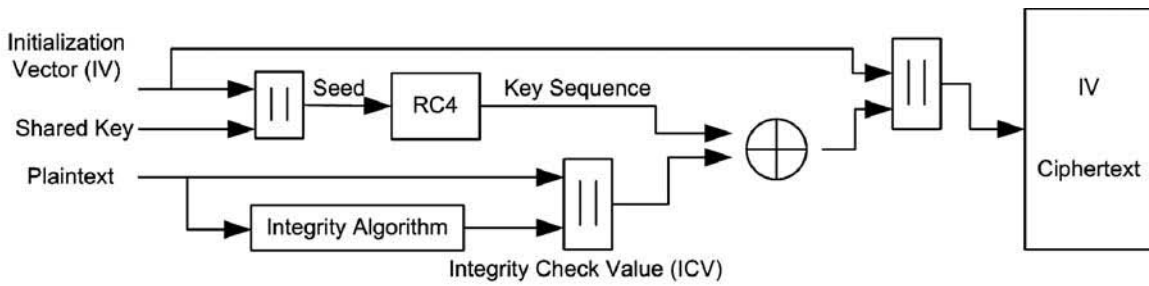 Initialization
Vector (IV)
Seed
RC4
Key Sequence
IV
Shared Key
Plaintext
Ciphertext
Integrity Algorithm
Integrity Check Value (ICV)